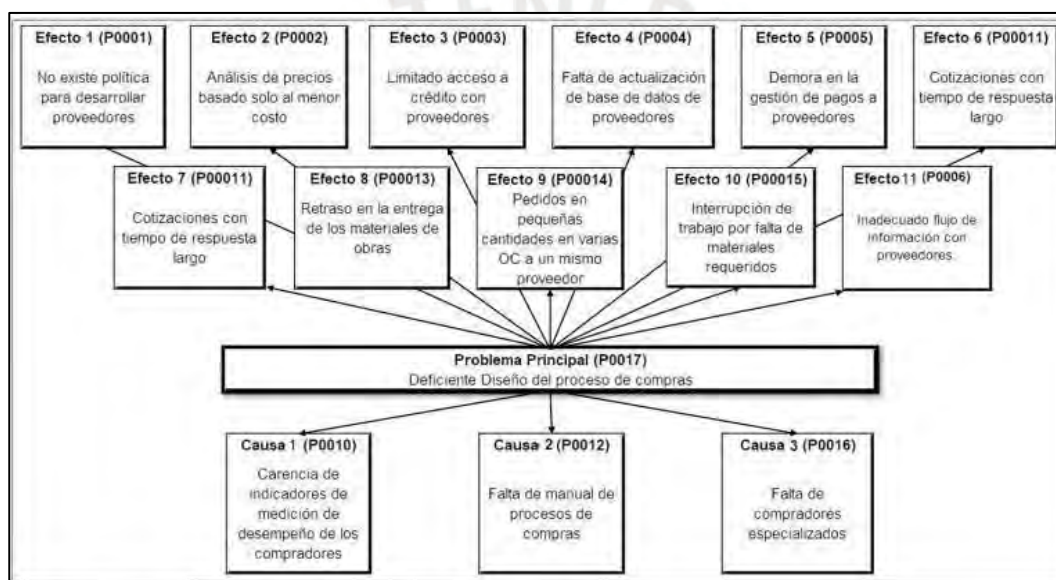 Efecto 1 (P0001)
No existe política
para desarrollar
proveedores
Efecto 2 (P0002)
Análisis de precios
basado solo al menor
costo
Efecto 3 (P0003)
Limitado acceso a
crédito con
proveedores
Efecto 4 (P0004)
Falta de actualización
de base de datos de
proveedores
Efecto 5 (P0005)
Demora en la
gestión de pagos a
proveedores
Efecto 6 (P00011)
Cotizaciones con
tiempo de respuesta
largo
Efecto 7 (P00011)
Cotizaciones con
tiempo de respuesta
largo
Efecto 8 (P00013)
Retraso en la entrega
de los materiales de
obras
Efecto 9 (P00014)
Pedidos en
pequeñas
cantidades en varias
OC a un mismo
proveedor
Efecto 10 (P00015)
Interrupción de
trabajo por falta de
materiales
requeridos
Efecto 11 (P0006)
Inadecuado flujo de
información con
proveedores.
Problema Principal (P0017)
Deficiente Diseño del proceso de compras
Causa 1 (P0010)
Carencia de
indicadores de
medición de
desempeño de los
compradores
Causa 2 (P0012)
Falta de manual de
procesos de
compras
Causa 3 (P0016)
Falta de
compradores
especializados